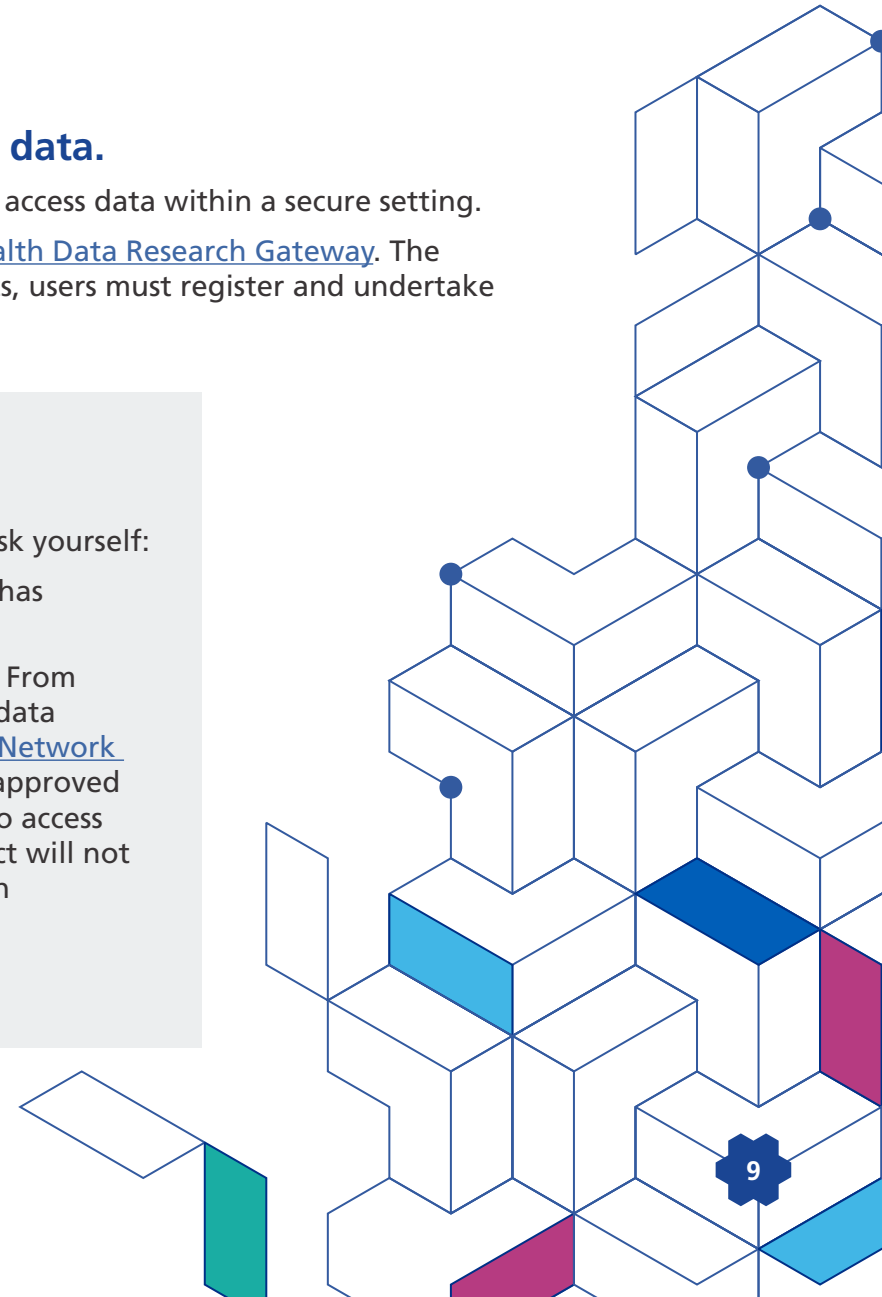 data.
access data within a secure setting.
alth Data Research Gateway. The
s, users must register and undertake
sk yourself:
has
From
data
Network
approved
o access
ct will not
n
9